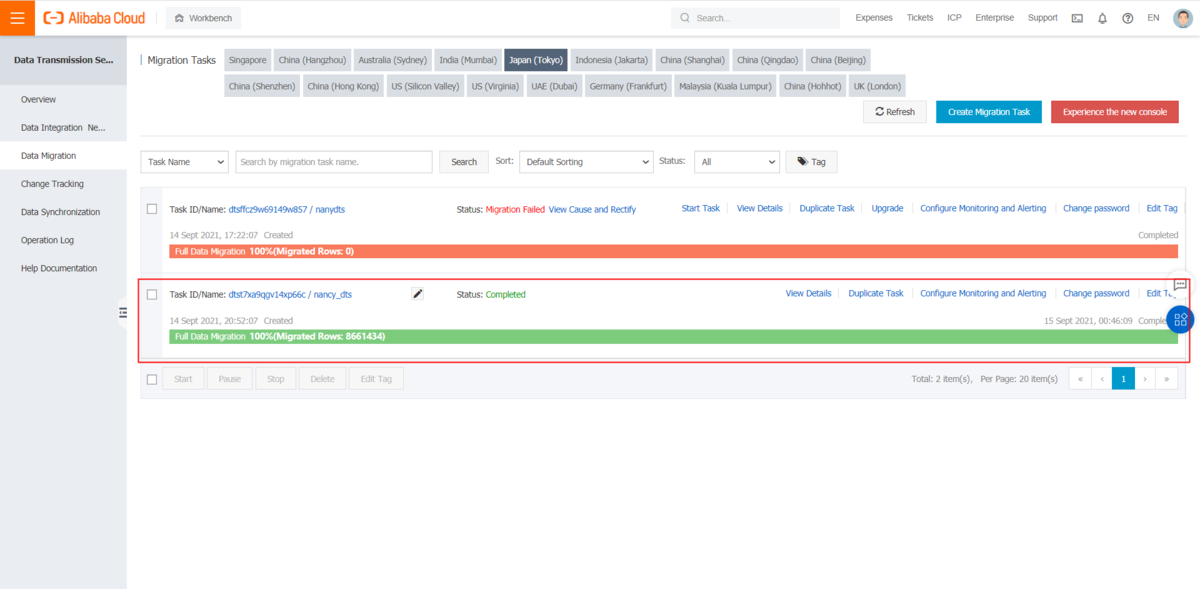 Alibaba Cloud
Workbench
Search...
Expenses Tickets ICP Enterprise Support EN
Data Transmission Se...
Overview
Data Integration Ne...
Data Migration
Change Tracking
Data Synchronization
Operation Log
Help Documentation
Migration Tasks Singapore China (Hangzhou) Australia (Sydney) India (Mumbai) Japan (Tokyo) Indonesia (Jakarta) China (Shanghai) China (Qingdao) China (Beijing)
China (Shenzhen) China (Hong Kong) US (Silicon Valley) US (Virginia) UAE (Dubai) Germany (Frankfurt) Malaysia (Kuala Lumpur) China (Hohhot) UK (London)
Refresh Create Migration Task Experience the new console
Task Name Search by migration task name. Search Sort: Default Sorting Status: All Tag
Task ID/Name: dtsffcz9w69149w857 / nanydts Status: Migration Failed View Cause and Rectify Start Task View Details Duplicate Task Upgrade Configure Monitoring and Alerting Change password Edit Tag
14 Sept 2021, 17:22:07 Created Completed
Full Data Migration 100%(Migrated Rows: 0)
Task ID/Name: dtst7xa9qgv14xp66c / nancy_dts Status: Completed View Details Duplicate Task Configure Monitoring and Alerting Change password Edit
14 Sept 2021, 20:52:07 Created 15 Sept 2021, 00:46:09
Full Data Migration 100%(Migrated Rows: 8661434)
Start Pause Stop Delete Edit Tag Total: 2 item(s), Per Page: 20 item(s) « ‹ 1 › »